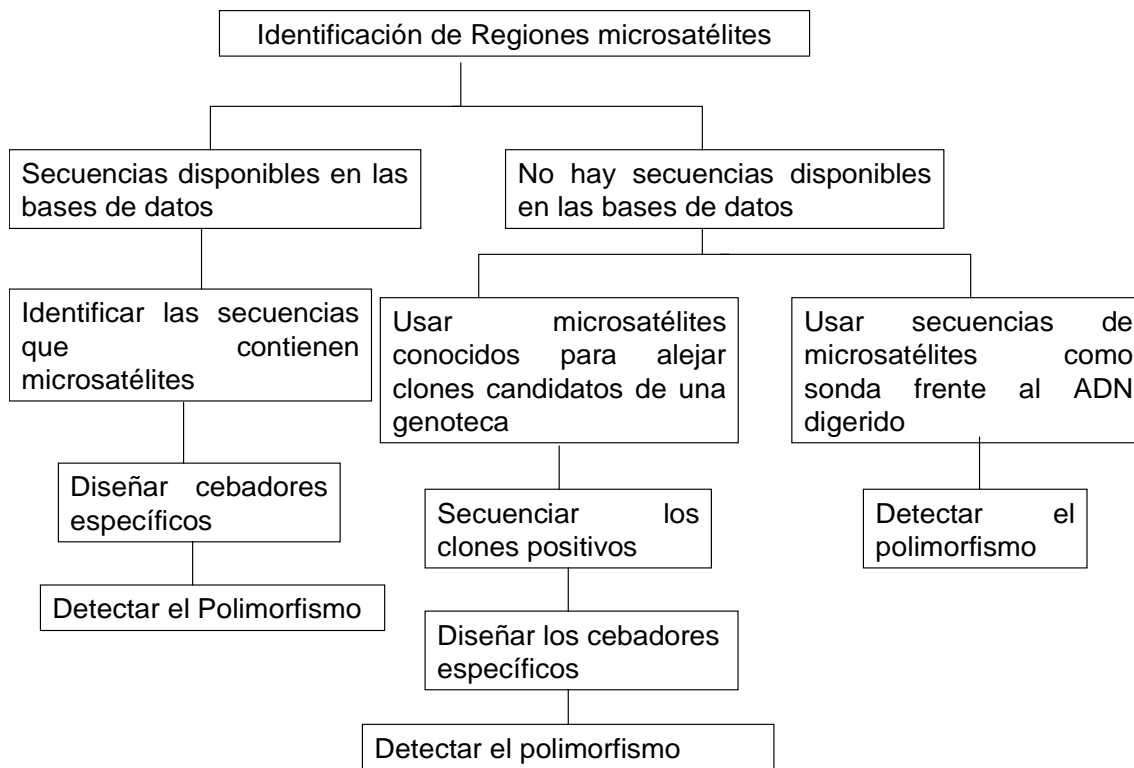 Identificación de Regiones microsatélites
Secuencias disponibles en las
bases de datos
No hay secuencias disponibles
en las bases de datos
Identificar las secuencias
que contienen
microsatélites
Usar microsatélites
conocidos para alejar
clones candidatos de una
genoteca
Usar secuencias de
microsatélites como
sonda frente al ADN
digerido
Diseñar cebadores
específicos
Secuenciar los
clones positivos
Detectar el
polimorfismo
Detectar el Polimorfismo
Diseñar los cebadores
específicos
Detectar el polimorfismo